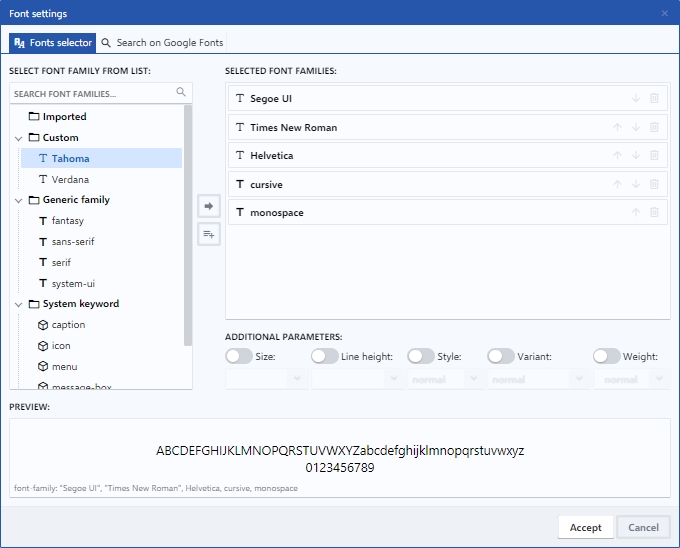 Font settings
Fonts selector
Search on Google Fonts
SELECT FONT FAMILY FROM LIST:
SEARCH FONT FAMILIES...
Imported
Custom
Tahoma
Verdana
Generic family
fantasy
sans-serif
serif
system-ui
System keyword
caption
icon
menu
message-box
SELECTED FONT FAMILIES:
Segoe UI
Times New Roman
Helvetica
cursive
monospace
ADDITIONAL PARAMETERS:
Size: Line height: Style: Variant: Weight:
normal normal normal
PREVIEW:
ABCDEFGHIJKLMNOPQRSTUVWXYZabcdefghijklmnopqrstuvwxyz
0123456789
font-family: "Segoe UI", "Times New Roman", Helvetica, cursive, monospace
Accept Cancel